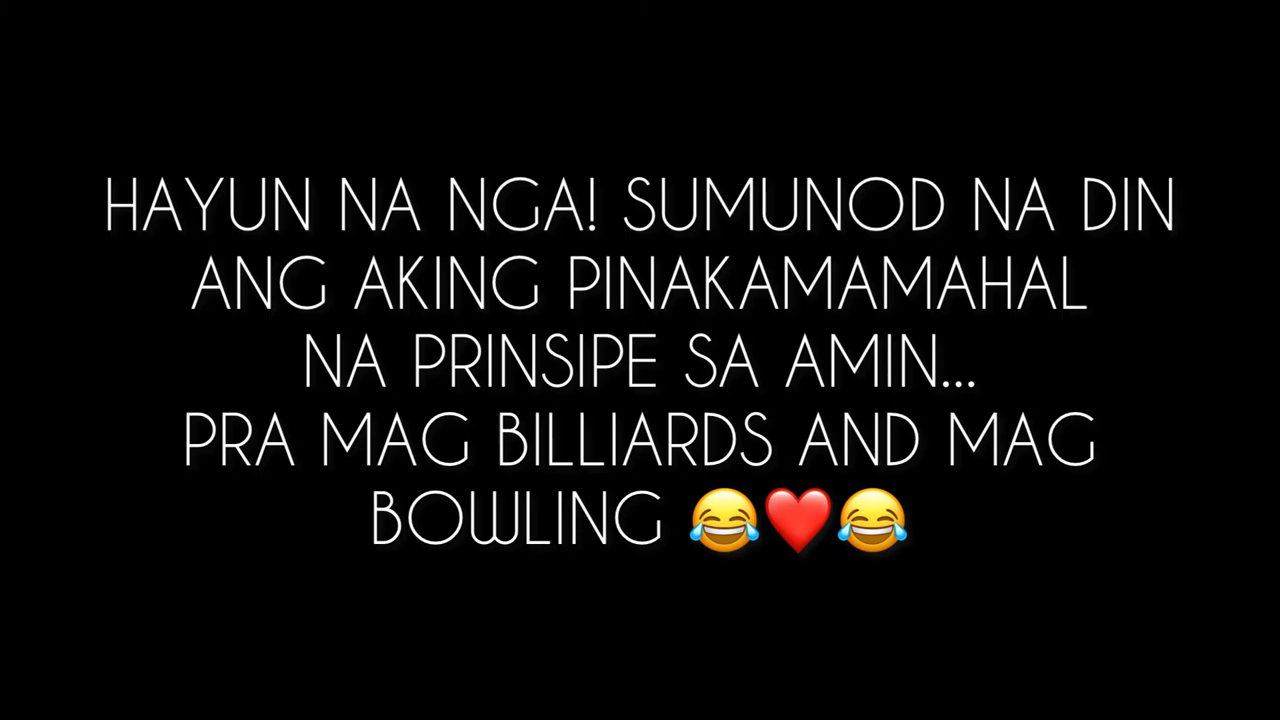 HAYUN NA NGA! SUMUNOD NA DIN
ANG AKING PINAKAMAMAHAL
NA PRINSIPE SA AMIN...
PRA MAG BILLIARDS AND MAG
BOWLING 😂❤️😂